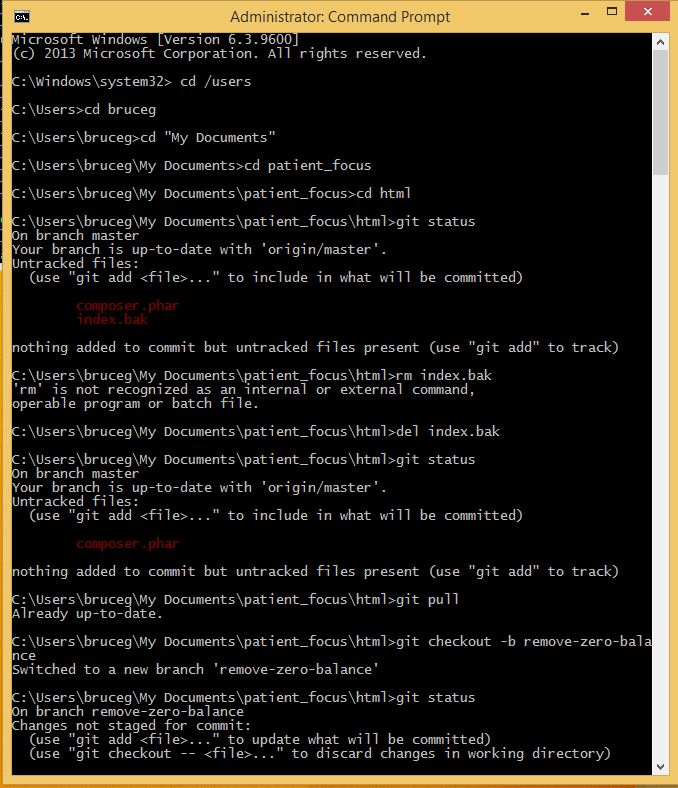 Administrator: Command Prompt
Microsoft Windows [Version 6.3.9600]
(c) 2013 Microsoft Corporation. All rights reserved.
C:\Windows\system32> cd /users
C:\Users>cd bruceg
C:\Users\bruceg>cd "My Documents"
C:\Users\bruceg\My Documents>cd patient_focus
C:\Users\bruceg\My Documents\patient_focus>cd html
C:\Users\bruceg\My Documents\patient_focus\html>git status
On branch master
Your branch is up-to-date with 'origin/master'.
Untracked files:
  (use "git add <file>..." to include in what will be committed)
        composer.phar
        index.bak
nothing added to commit but untracked files present (use "git add" to track)
C:\Users\bruceg\My Documents\patient_focus\html>rm index.bak
'rm' is not recognized as an internal or external command,
operable program or batch file.
C:\Users\bruceg\My Documents\patient_focus\html>del index.bak
C:\Users\bruceg\My Documents\patient_focus\html>git status
On branch master
Your branch is up-to-date with 'origin/master'.
Untracked files:
  (use "git add <file>..." to include in what will be committed)
        composer.phar
nothing added to commit but untracked files present (use "git add" to track)
C:\Users\bruceg\My Documents\patient_focus\html>git pull
Already up-to-date.
C:\Users\bruceg\My Documents\patient_focus\html>git checkout -b remove-zero-bala
nce
Switched to a new branch 'remove-zero-balance'
C:\Users\bruceg\My Documents\patient_focus\html>git status
On branch remove-zero-balance
Changes not staged for commit:
  (use "git add <file>..." to update what will be committed)
  (use "git checkout -- <file>..." to discard changes in working directory)